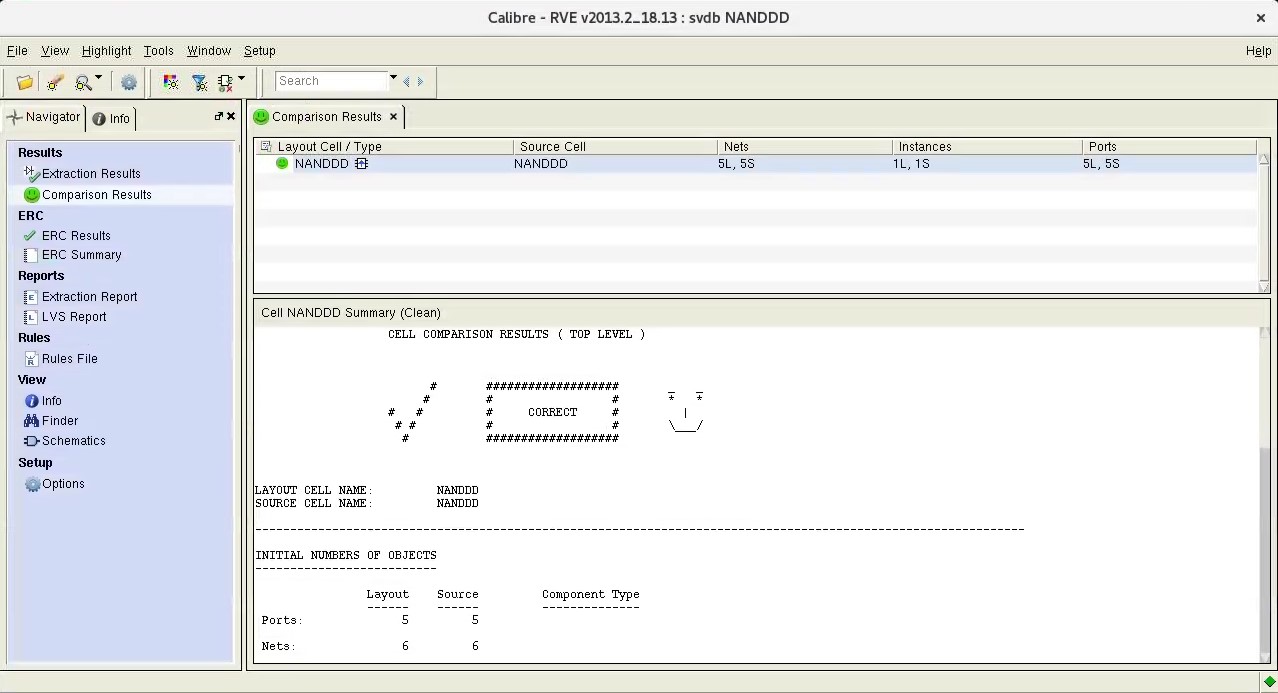 Calibre - RVE v2013.2_18.13 : svdb NANDDD
File View Highlight Tools Window Setup Help
Search
Navigator Info
Comparison Results
Results
Extraction Results
Comparison Results
ERC
ERC Results
ERC Summary
Reports
Extraction Report
LVS Report
Rules
Rules File
View
Info
Finder
Schematics
Setup
Options
Layout Cell / Type Source Cell Nets Instances Ports
NANDDD NANDDD 5L, 5S 1L, 1S 5L, 5S
Cell NANDDD Summary (Clean)
CELL COMPARISON RESULTS ( TOP LEVEL )
# ################### _ _
# # # * *
# # # CORRECT # |
# # # # \___/
# ###################
LAYOUT CELL NAME: NANDDD
SOURCE CELL NAME: NANDDD
--------------------------------------------------------------------------------------------------------------
INITIAL NUMBERS OF OBJECTS
--------------------------
Layout Source Component Type
------ ------ --------------
Ports: 5 5
Nets: 6 6